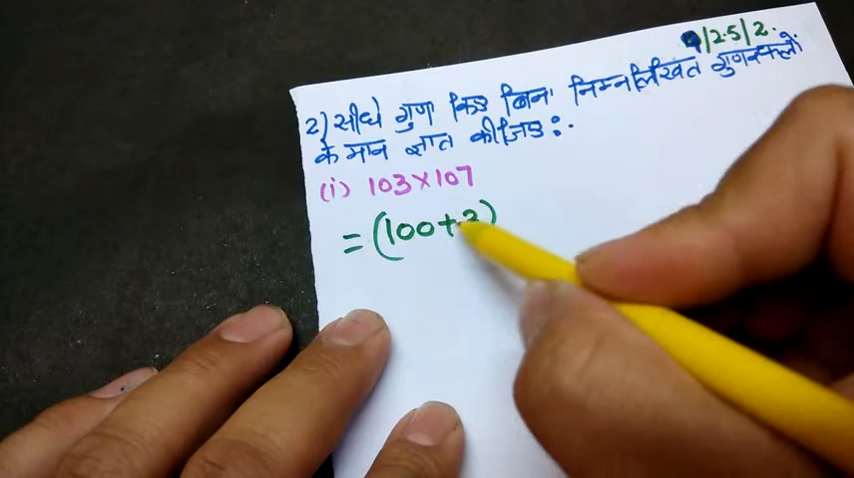 9/2.5/2.
2) सीधे गुणा किए बिना निम्नलिखित गुणनफलों
के मान ज्ञात कीजिए:.
(i) 103×107
= (100+3)